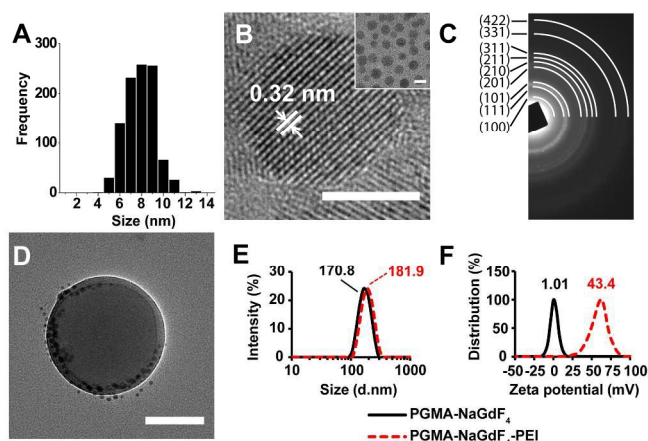 A
300
200
100
0
Frequency
2 4 6 8 10 12 14
Size (nm)
B
0.32 nm
C
(422)
(331)
(311)
(211)
(210)
(201)
(101)
(111)
(100)
D
E
170.8 181.9
30
20
10
0
Intensity (%)
10 100 1000
Size (d.nm)
F
1.01 43.4
150
100
50
0
Distribution (%)
-50 -25 0 25 50 75 100
Zeta potential (mV)
PGMA-NaGdF4
PGMA-NaGdF4-PEI